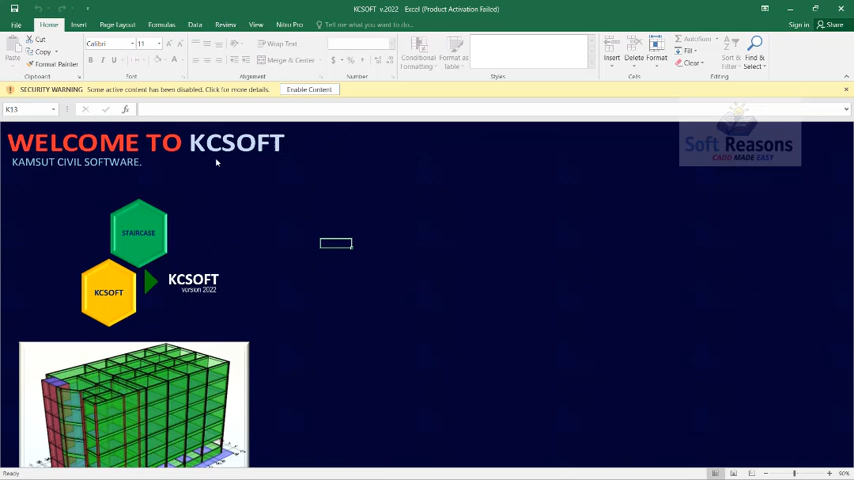 KCSOFT v.2022 - Excel (Product Activation Failed)
File Home Insert Page Layout Formulas Data Review View Nitro Pro Tell me what you want to do... Sign in Share
Cut
Copy
Format Painter
Paste
Clipboard
Calibri 11
B I U
Font
Wrap Text
Merge & Center
Alignment
$ % ,
Number
Conditional Formatting
Format as Table
Styles
Insert Delete Format
Cells
AutoSum
Fill
Clear
Sort & Filter
Find & Select
Editing
SECURITY WARNING Some active content has been disabled. Click for more details. Enable Content
K13
fx
WELCOME TO KCSOFT
KAMSUT CIVIL SOFTWARE.
Soft Reasons
CADD MADE EASY
STAIRCASE
KCSOFT
KCSOFT
version 2022
Ready
90%